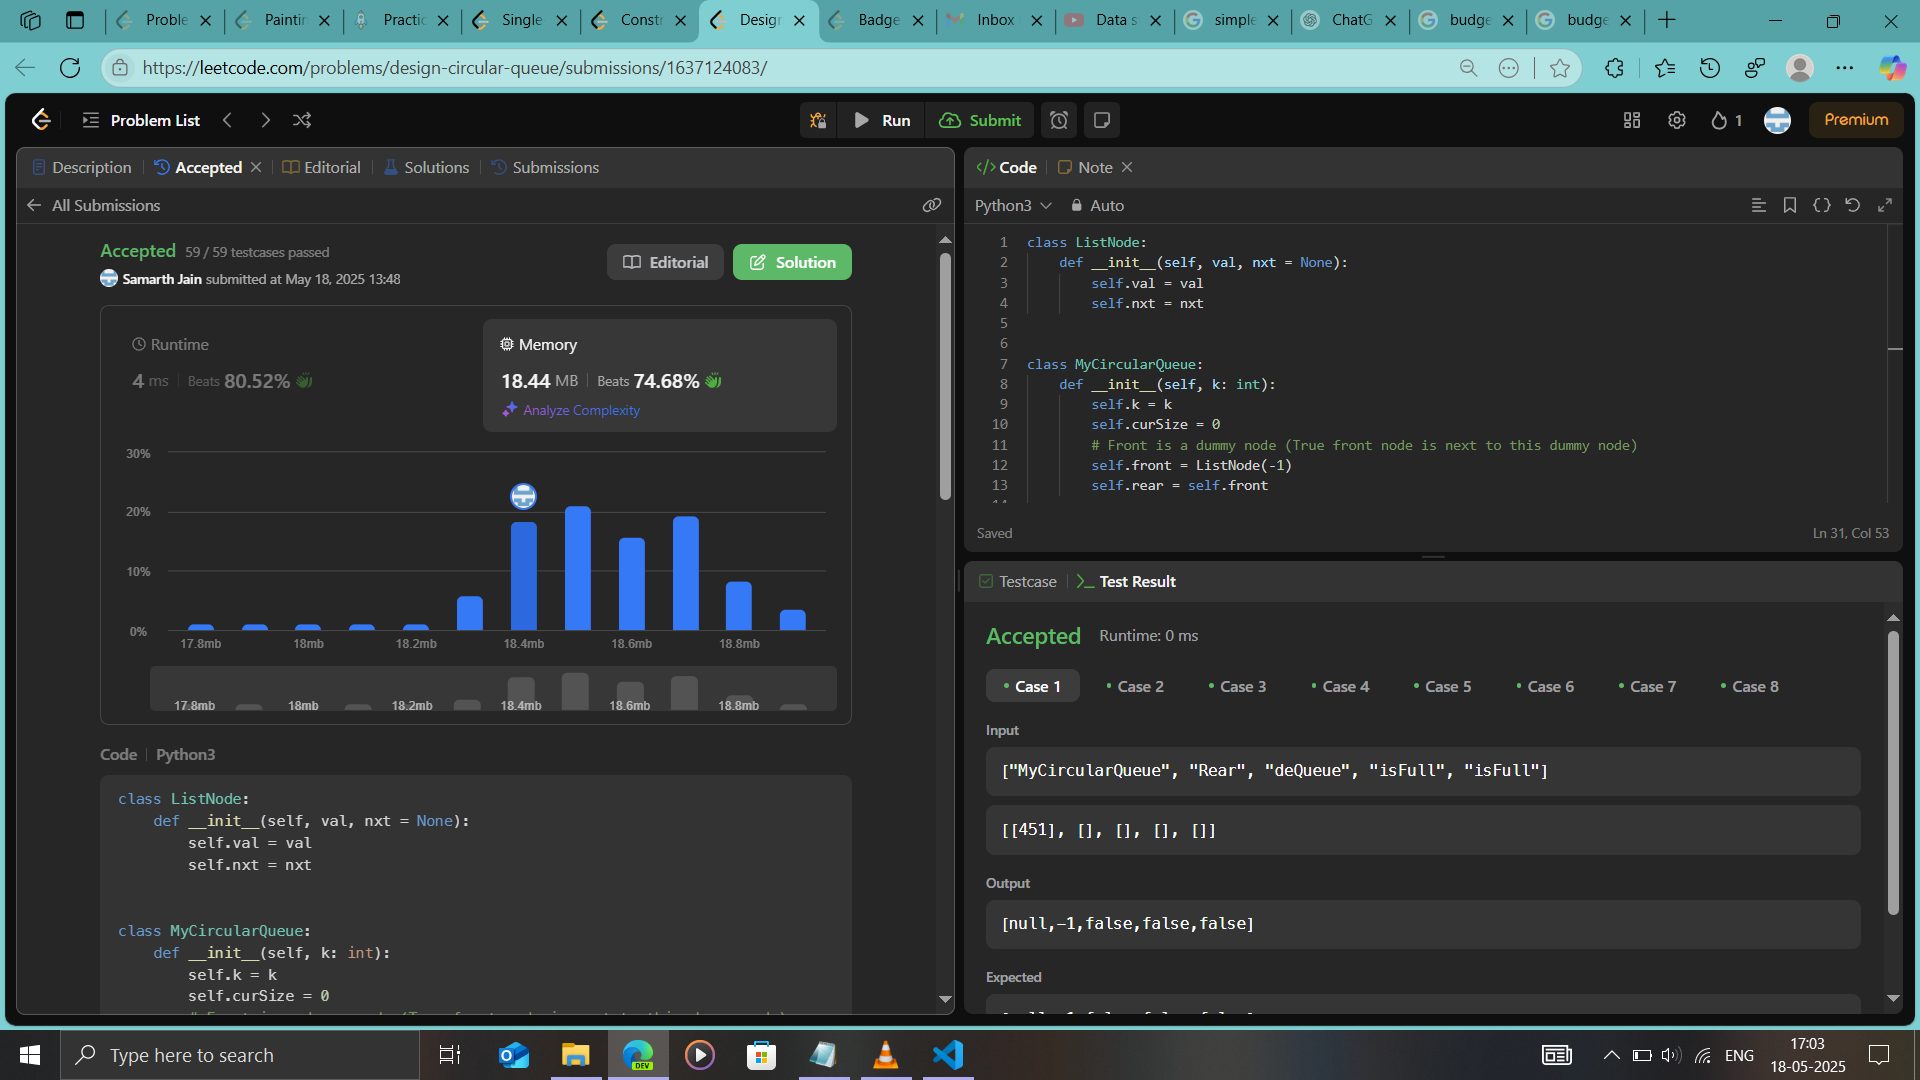 Proble
Paintir
Practic
Single
Constr
Design
Badge
Inbox
Data s
simple
ChatG
budge
budge
https://leetcode.com/problems/design-circular-queue/submissions/1637124083/
Problem List
Run
Submit
1
Premium
Description
Accepted
Editorial
Solutions
Submissions
All Submissions
Accepted 59 / 59 testcases passed
Samarth Jain submitted at May 18, 2025 13:48
Editorial
Solution
Runtime
4 ms Beats 80.52%
Memory
18.44 MB Beats 74.68%
Analyze Complexity
30%
20%
10%
0%
17.8mb 18mb 18.2mb 18.4mb 18.6mb 18.8mb
17.8mb 18mb 18.2mb 18.4mb 18.6mb 18.8mb
Code Python3
class ListNode:
def __init__(self, val, nxt = None):
self.val = val
self.nxt = nxt
class MyCircularQueue:
def __init__(self, k: int):
self.k = k
self.curSize = 0
Code
Note
Python3
Auto
1 class ListNode:
2 def __init__(self, val, nxt = None):
3 self.val = val
4 self.nxt = nxt
5
6
7 class MyCircularQueue:
8 def __init__(self, k: int):
9 self.k = k
10 self.curSize = 0
11 # Front is a dummy node (True front node is next to this dummy node)
12 self.front = ListNode(-1)
13 self.rear = self.front
Saved
Ln 31, Col 53
Testcase
>_ Test Result
Accepted Runtime: 0 ms
Case 1 Case 2 Case 3 Case 4 Case 5 Case 6 Case 7 Case 8
Input
["MyCircularQueue", "Rear", "deQueue", "isFull", "isFull"]
[[451], [], [], [], []]
Output
[null,-1,false,false,false]
Expected
Type here to search
DEV
ENG
17:03
18-05-2025